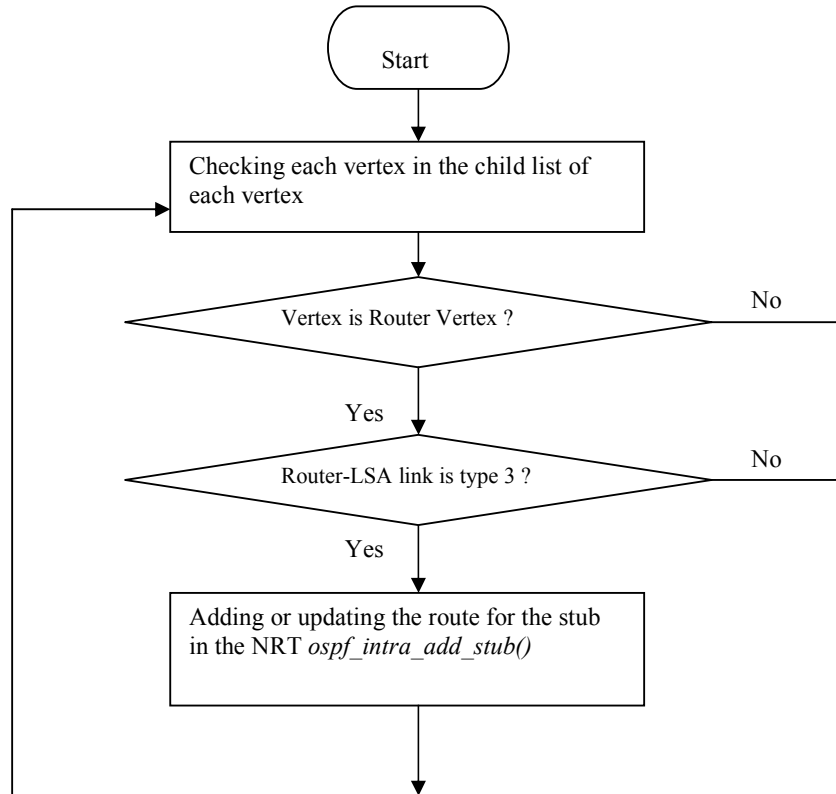 Start
Checking each vertex in the child list of
each vertex
Vertex is Router Vertex ?
No
Yes
Router-LSA link is type 3 ?
No
Yes
Adding or updating the route for the stub
in the NRT ospf_intra_add_stub()